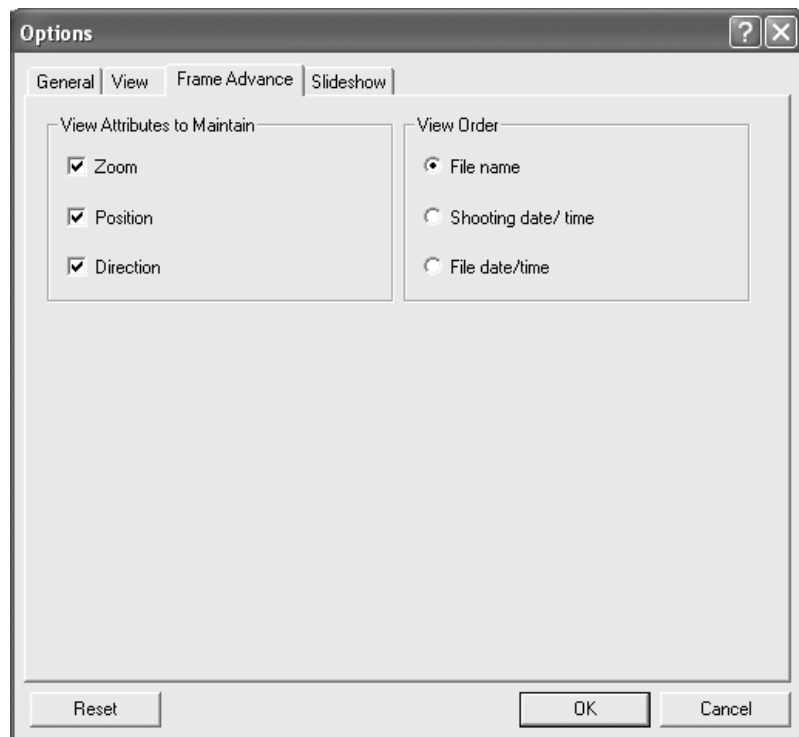 Options
General View Frame Advance Slideshow
View Attributes to Maintain
Zoom
Position
Direction
View Order
File name
Shooting date/ time
File date/time
Reset OK Cancel